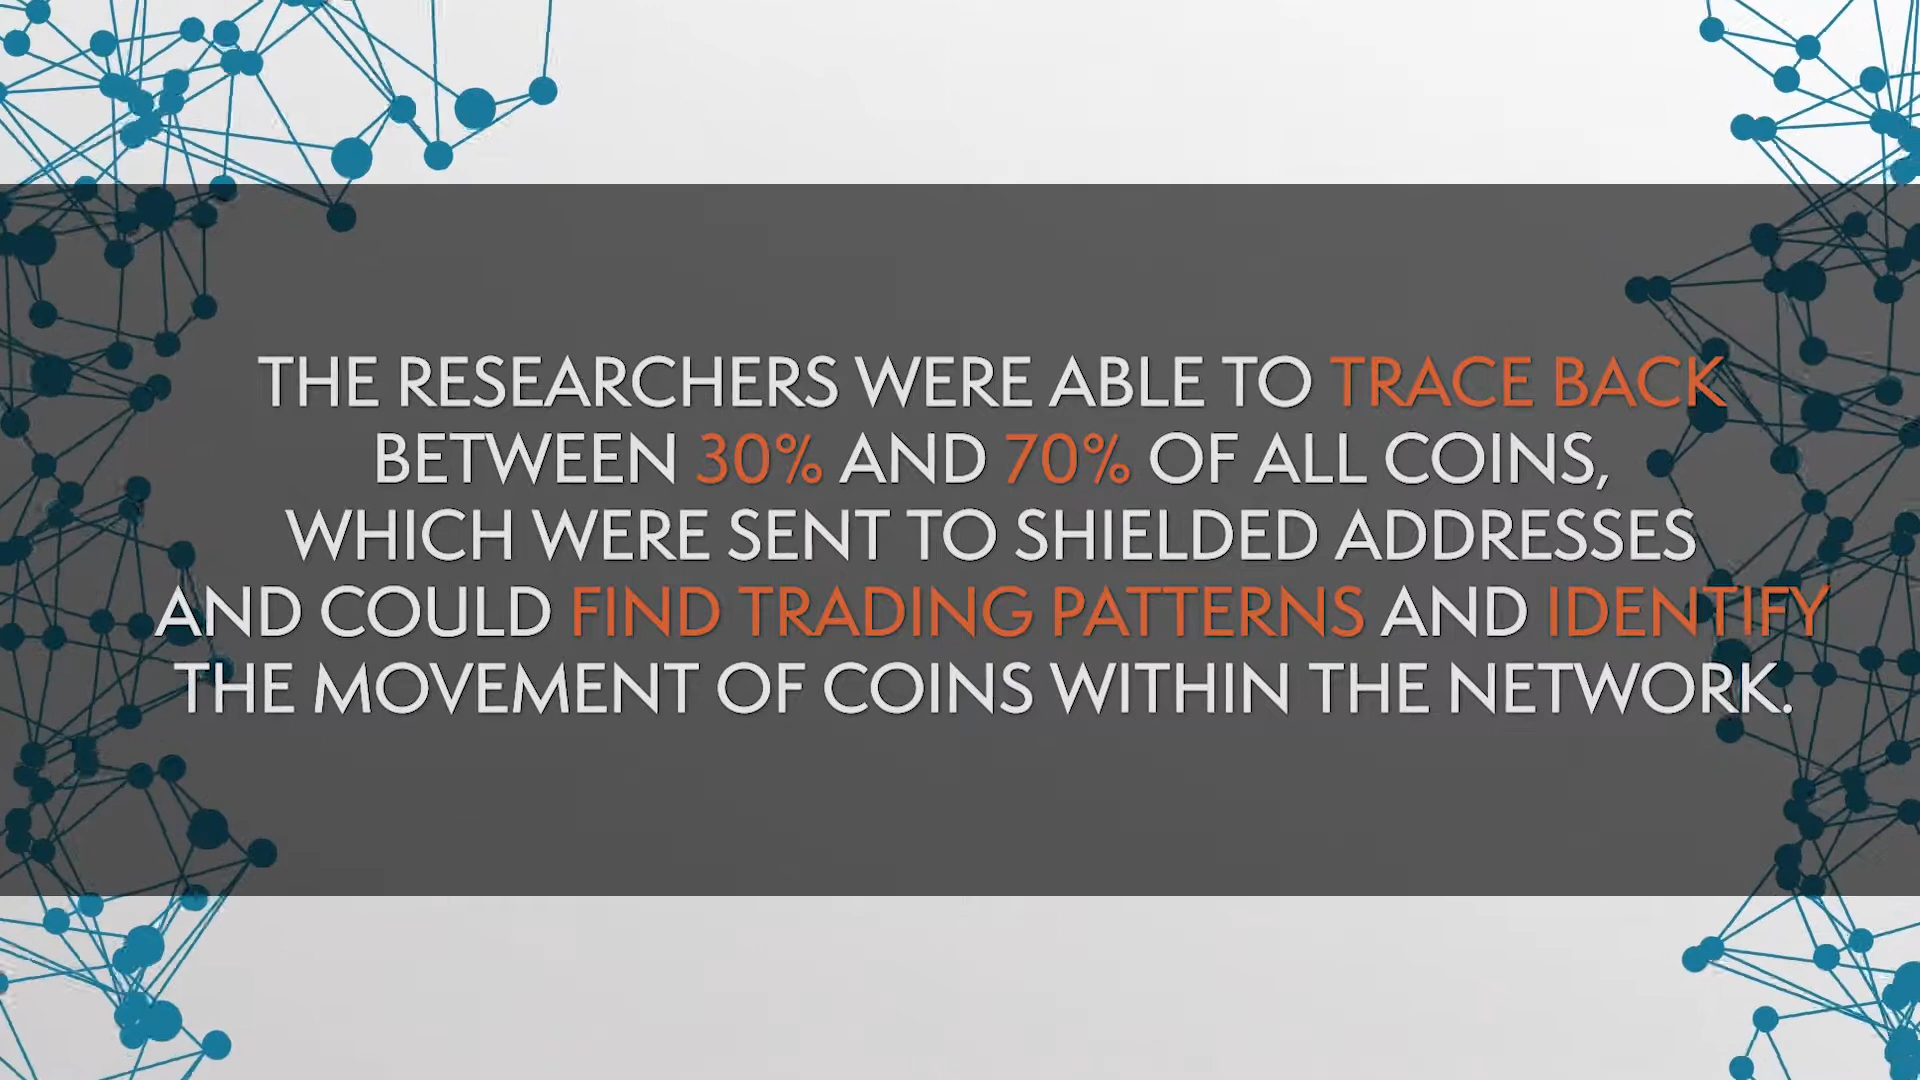 THE RESEARCHERS WERE ABLE TO TRACE BACK
BETWEEN 30% AND 70% OF ALL COINS,
WHICH WERE SENT TO SHIELDED ADDRESSES
AND COULD FIND TRADING PATTERNS AND IDENTIFY
THE MOVEMENT OF COINS WITHIN THE NETWORK.